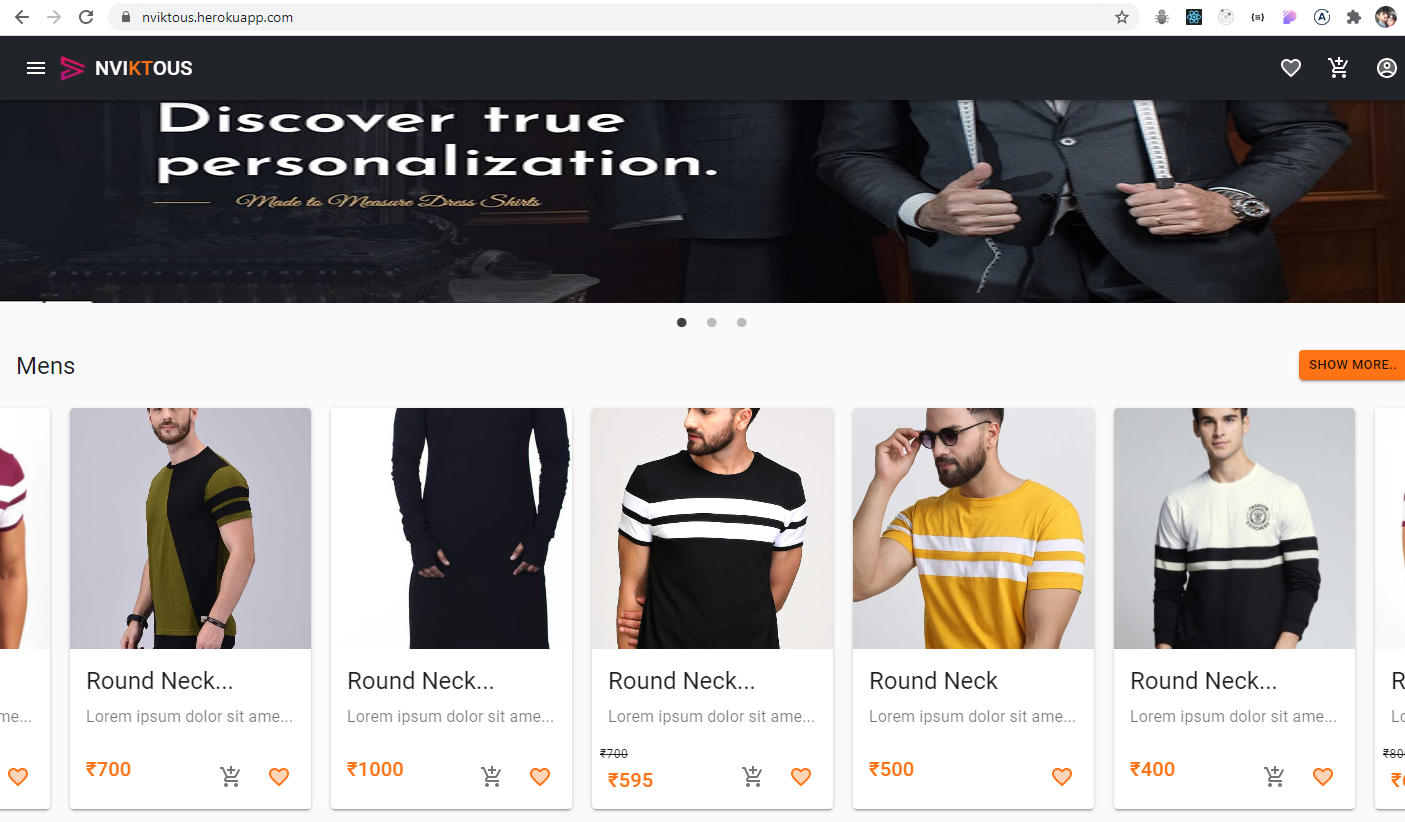 nviktous.herokuapp.com
NVIKTOUS
Discover true
personalization.
Made to Measure Dress Shirts
Mens
SHOW MORE..
Round Neck...
Round Neck...
Round Neck...
Round Neck
Round Neck...
R
me...
Lorem ipsum dolor sit ame...
Lorem ipsum dolor sit ame...
Lorem ipsum dolor sit ame...
Lorem ipsum dolor sit ame...
Lorem ipsum dolor sit ame...
Lo
₹700
₹1000
₹700
₹595
₹500
₹400
₹80